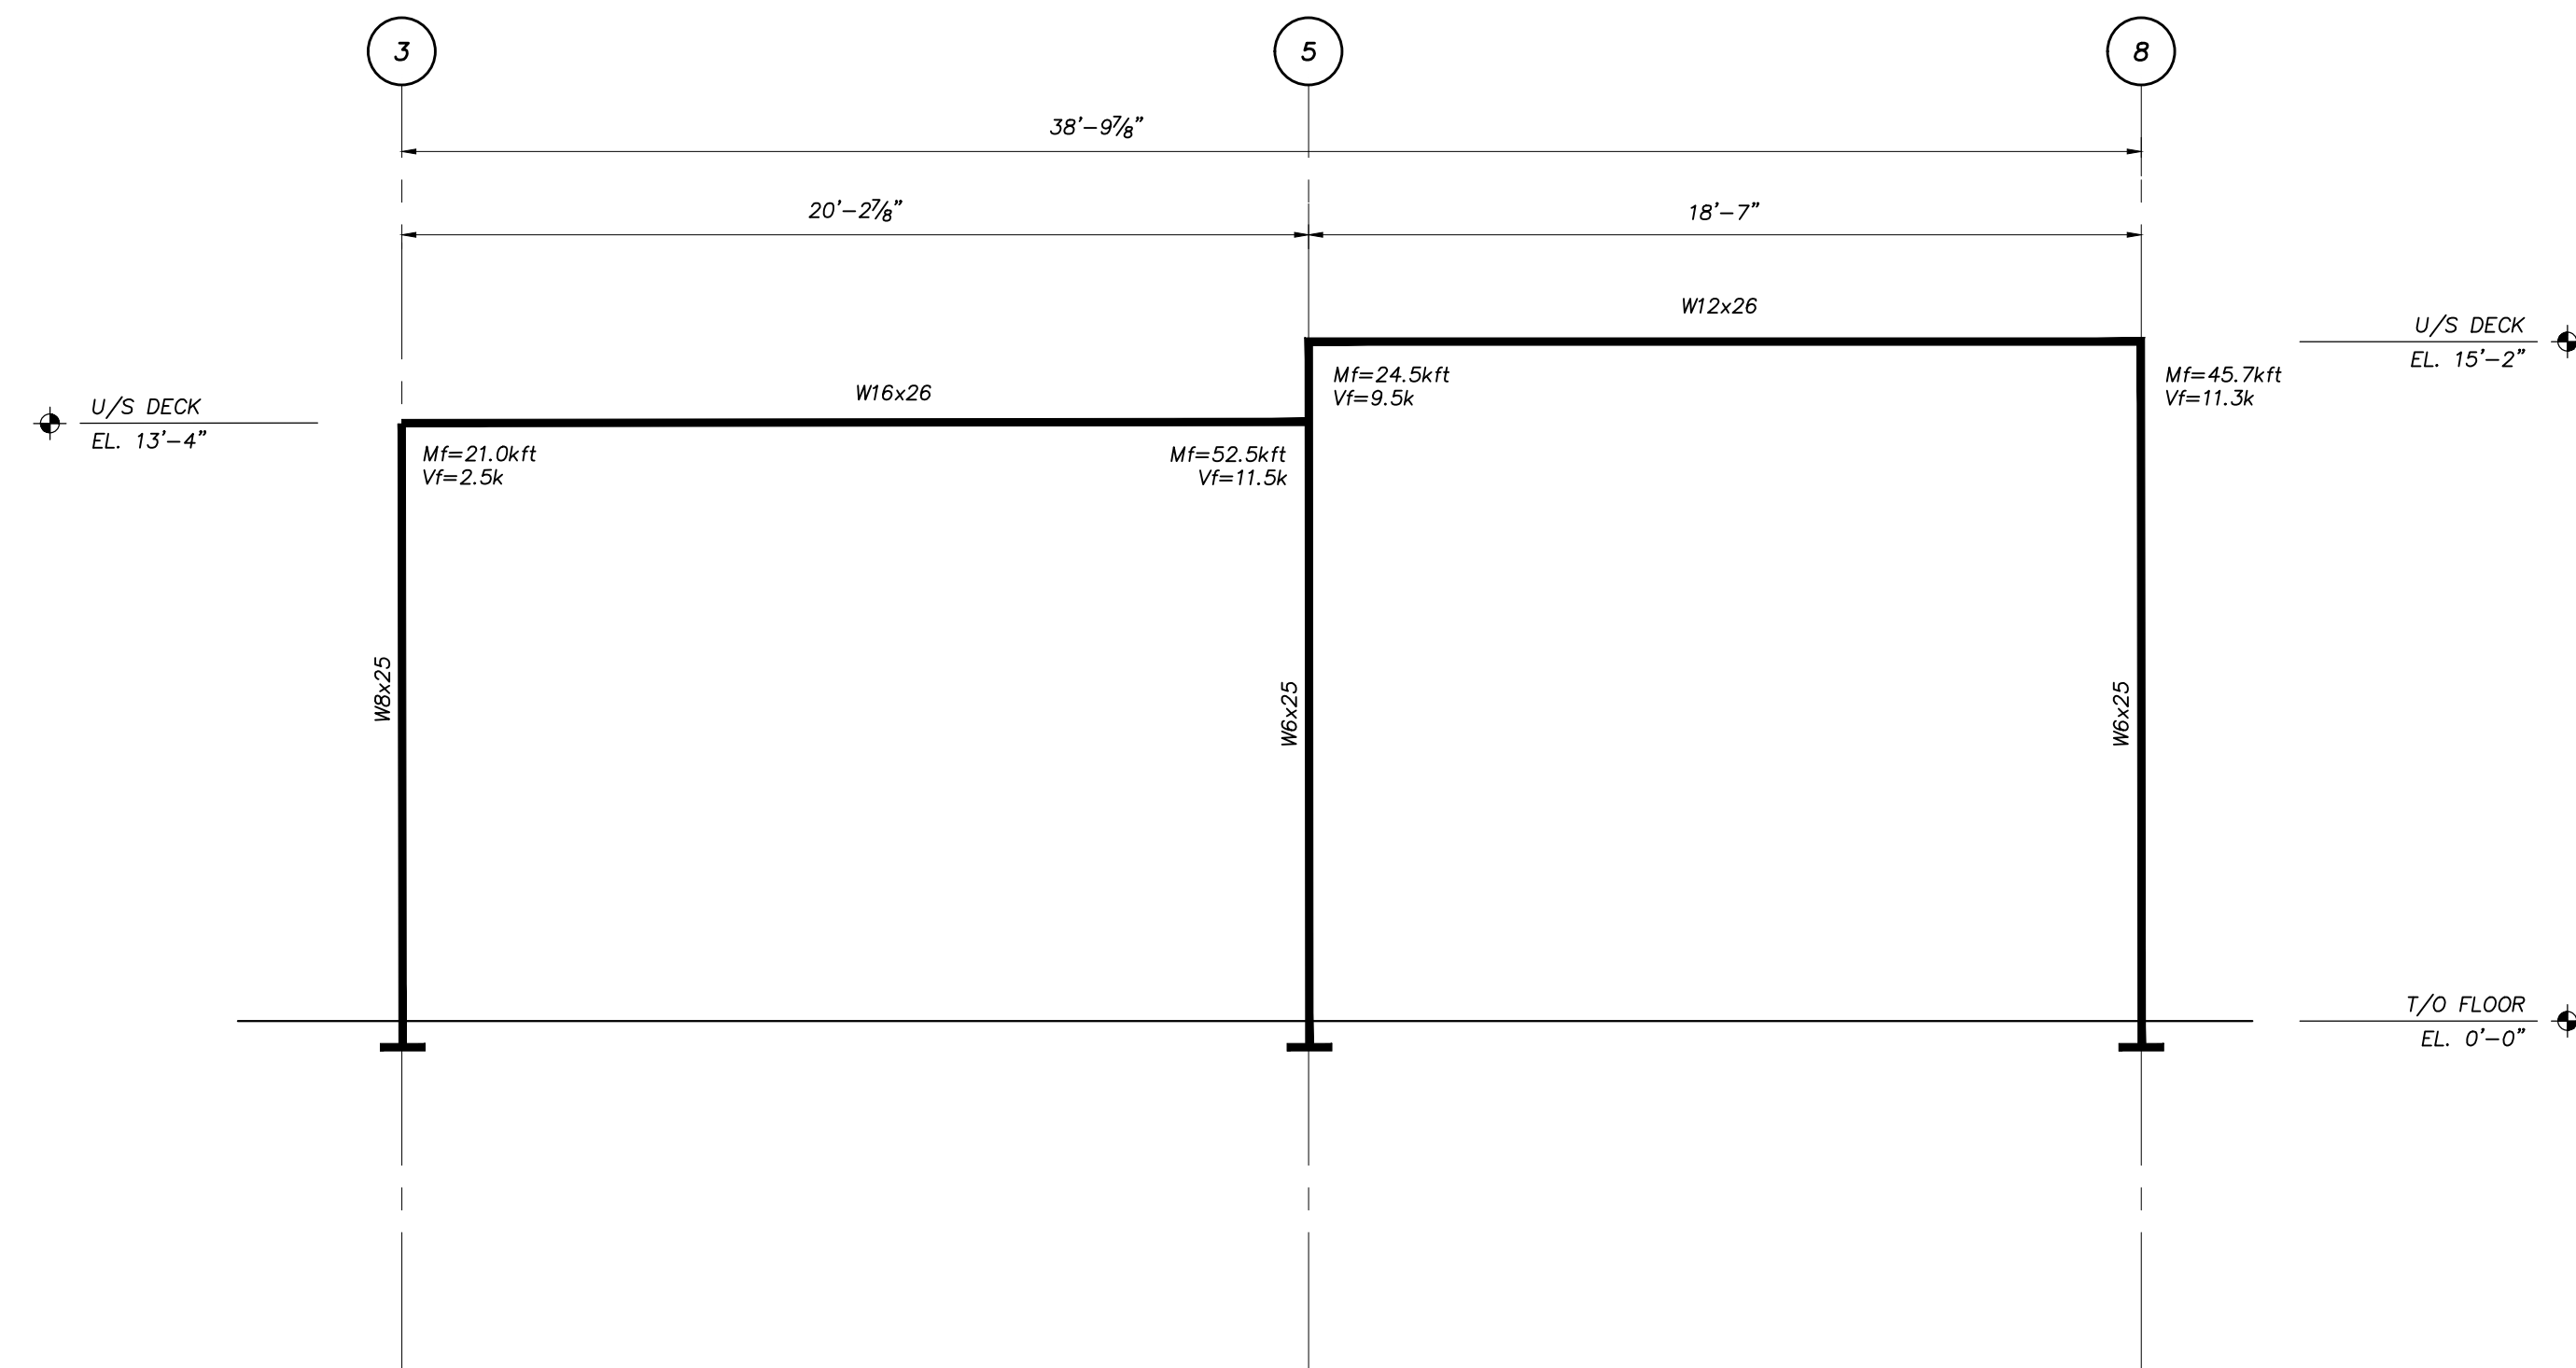 3
5
8
38'-9⅞"
20'-2⅞"
18'-7"
W12x26
U/S DECK
EL. 15'-2"
Mf=24.5kft
Vf=9.5k
Mf=45.7kft
Vf=11.3k
W16x26
U/S DECK
EL. 13'-4"
Mf=21.0kft
Vf=2.5k
Mf=52.5kft
Vf=11.5k
W8x25
W6x25
W6x25
T/O FLOOR
EL. 0'-0"